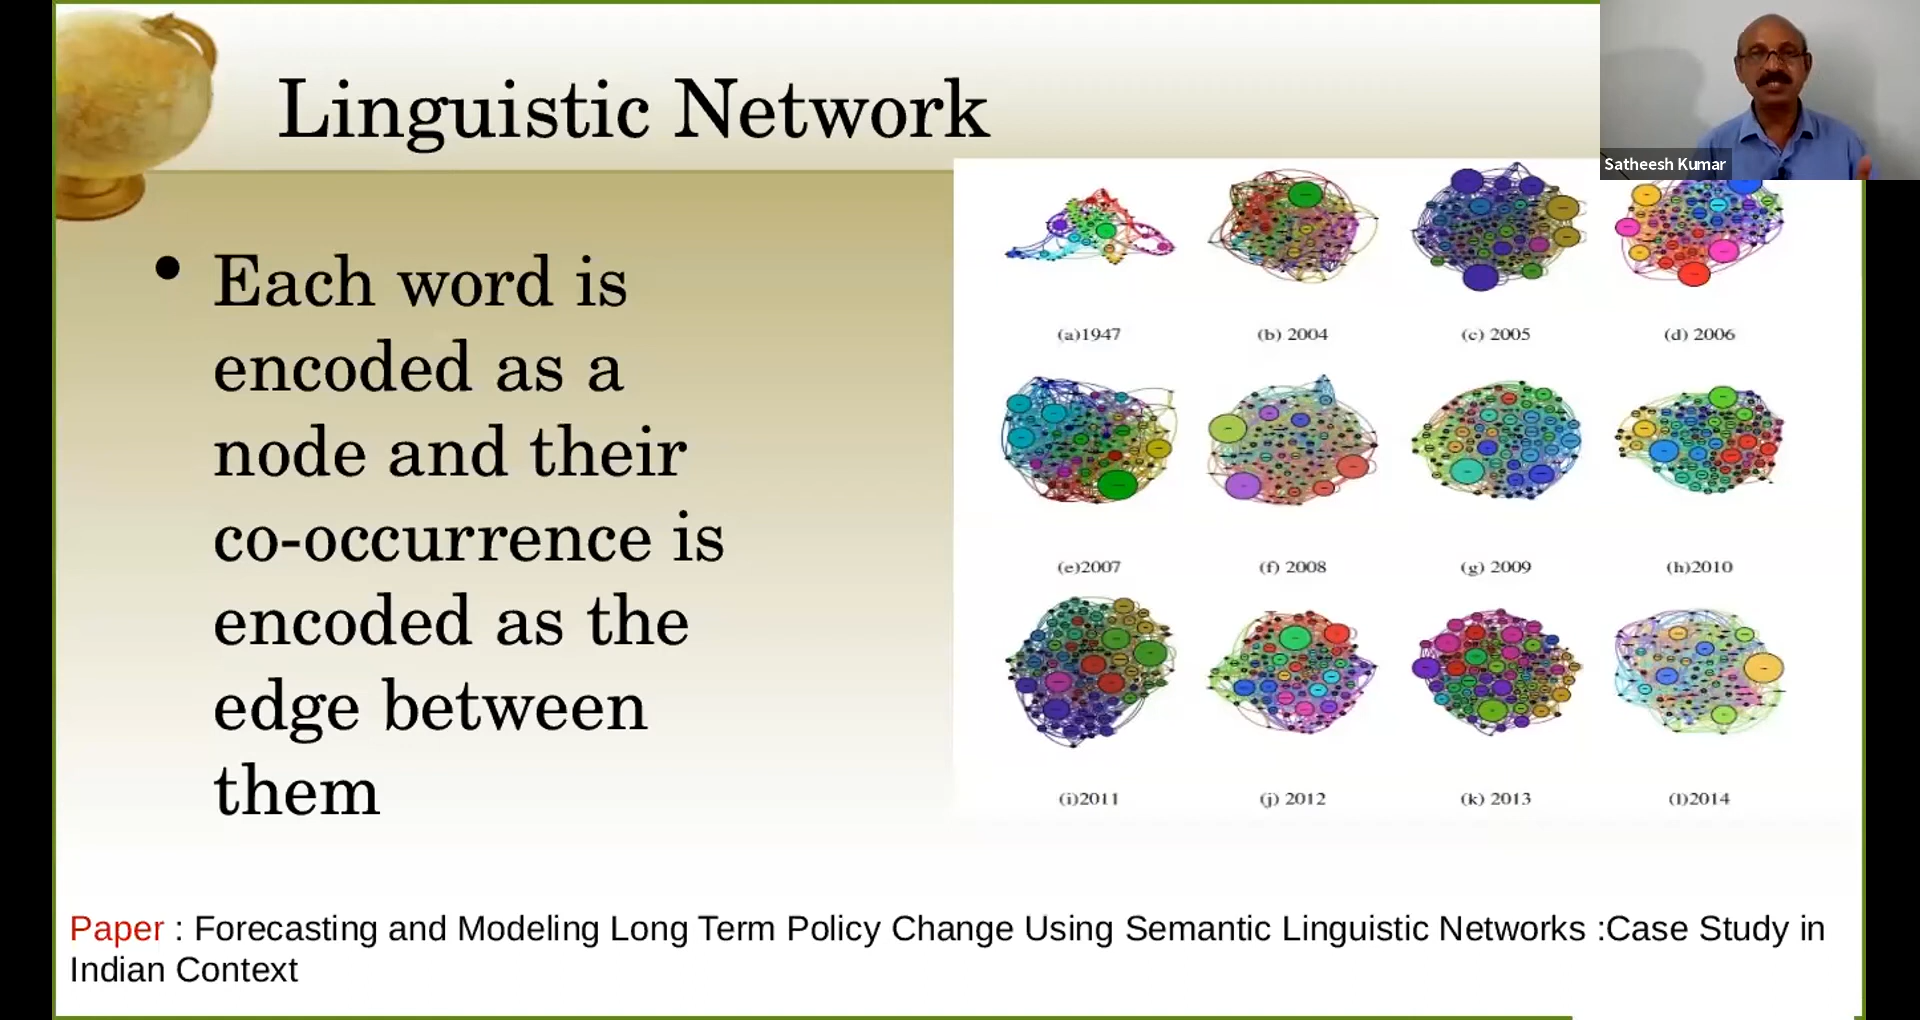 Linguistic Network
Satheesh Kumar
• Each word is
encoded as a
node and their
co-occurrence is
encoded as the
edge between
them
(a)1947
(b) 2004
(c) 2005
(d) 2006
(e)2007
(f) 2008
(g) 2009
(h)2010
(i)2011
(j) 2012
(k) 2013
(l)2014
Paper : Forecasting and Modeling Long Term Policy Change Using Semantic Linguistic Networks :Case Study in
Indian Context